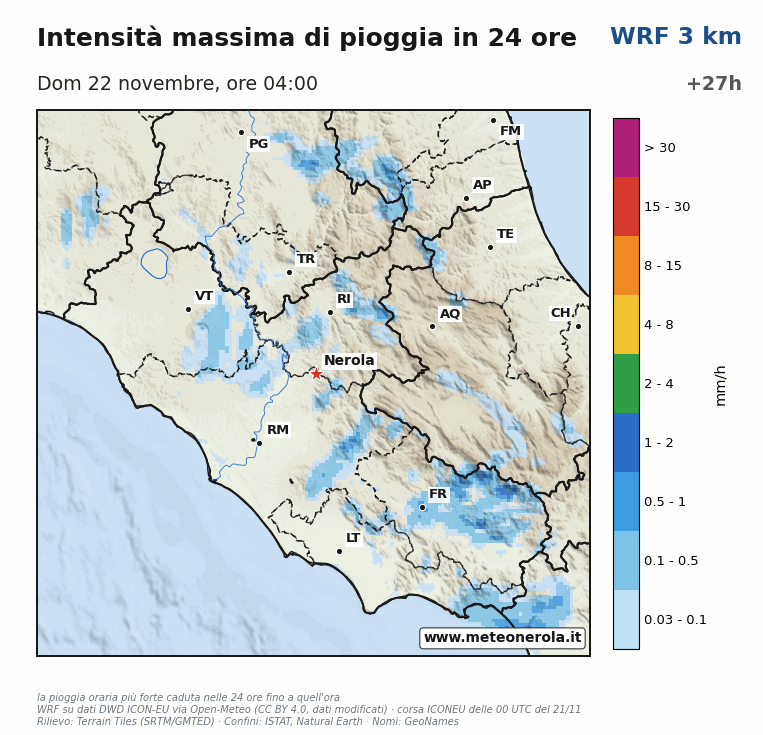 Intensità massima di pioggia in 24 ore
WRF 3 km
Dom 22 novembre, ore 04:00
+27h
FM
PG
AP
TE
TR
VT
RI
AQ
CH
Nerola
RM
FR
LT
www.meteonerola.it
> 30
15 - 30
8 - 15
4 - 8
2 - 4
1 - 2
0.5 - 1
0.1 - 0.5
0.03 - 0.1
mm/h
la pioggia oraria più forte caduta nelle 24 ore fino a quell'ora
WRF su dati DWD ICON-EU via Open-Meteo (CC BY 4.0, dati modificati) · corsa ICONEU delle 00 UTC del 21/11
Rilievo: Terrain Tiles (SRTM/GMTED) · Confini: ISTAT, Natural Earth · Nomi: GeoNames